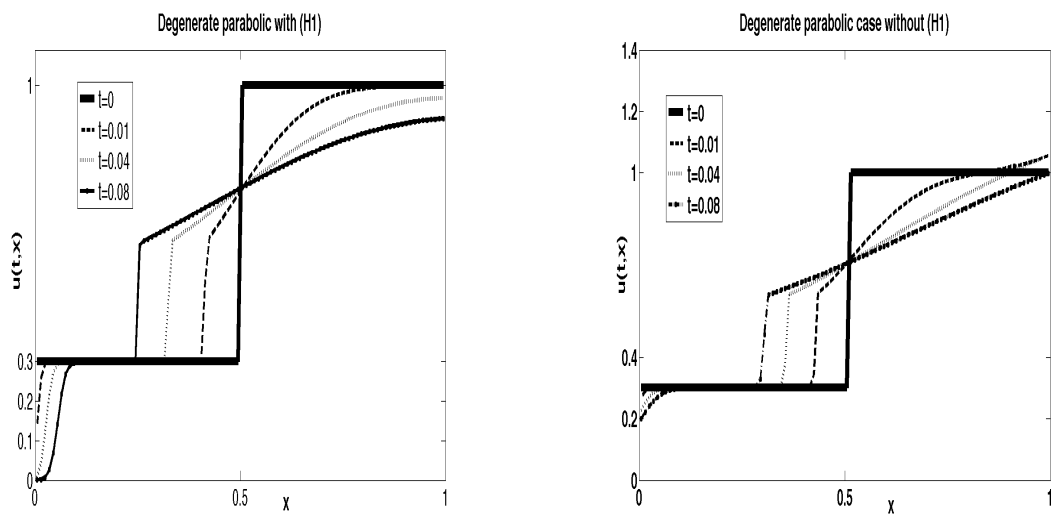 Degenerate parabolic with (H1)
u(t,x)
1
0.3
0.2
0.1
0
t=0
t=0.01
t=0.04
t=0.08
0
0.5
1
x
Degenerate parabolic case without (H1)
u(t,x)
1.4
1.2
1
0.4
0.2
0
t=0
t=0.01
t=0.04
t=0.08
0
0.5
1
x